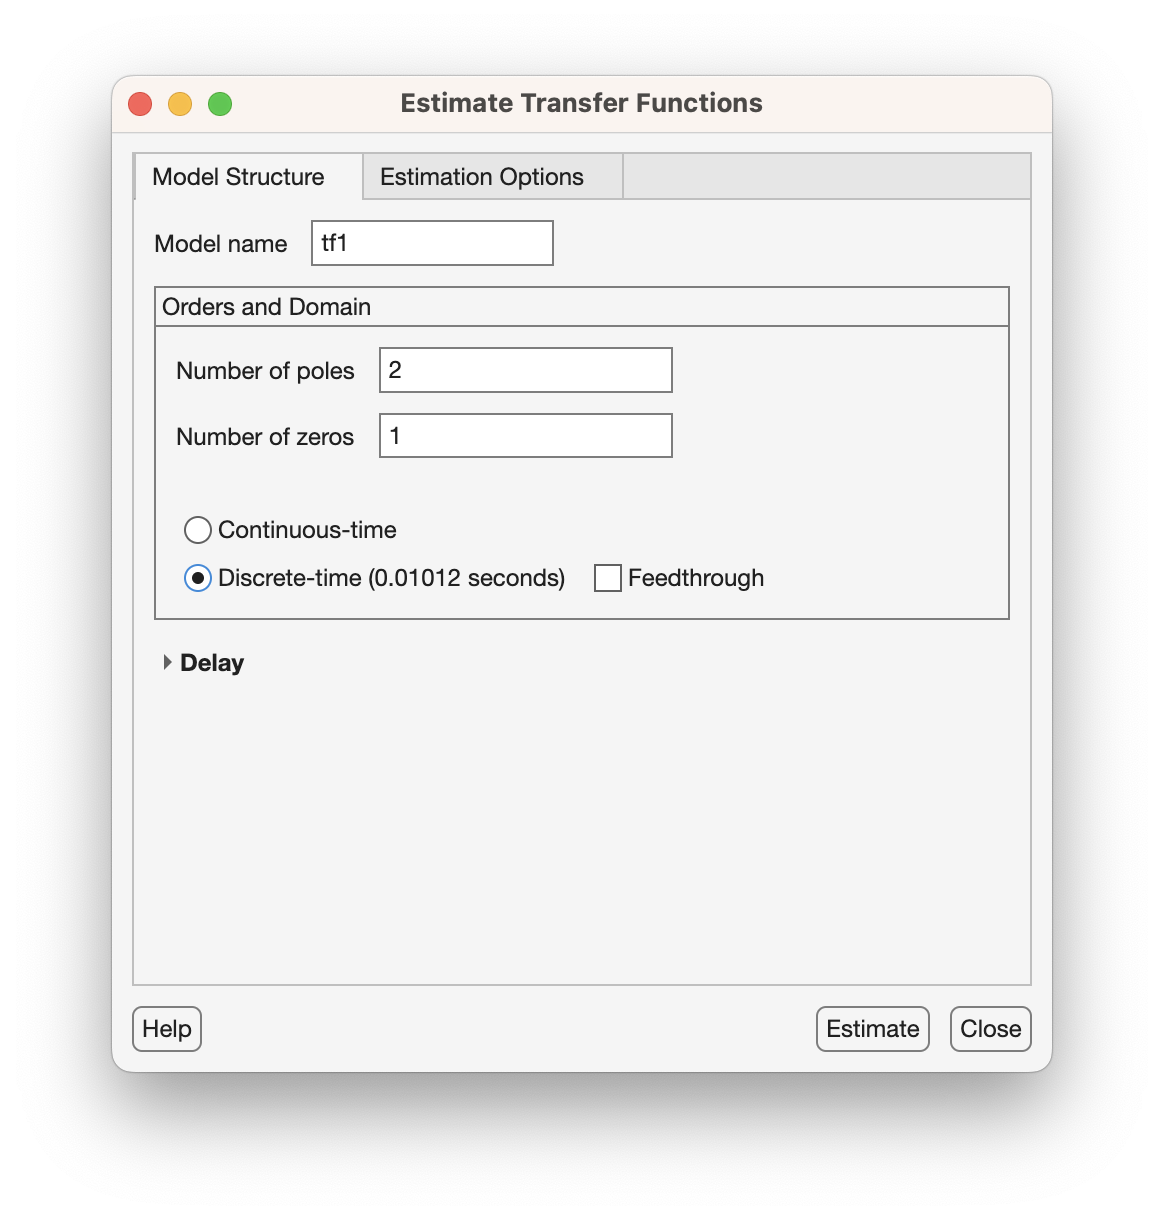 Estimate Transfer Functions
Model Structure Estimation Options
Model name tf1
Orders and Domain
Number of poles 2
Number of zeros 1
Continuous-time
Discrete-time (0.01012 seconds) Feedthrough
Delay
Help Estimate Close